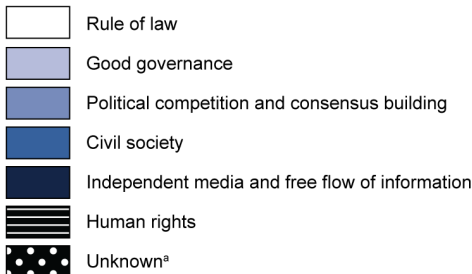 Rule of law
Good governance
Political competition and consensus building
Civil society
Independent media and free flow of information
Human rights
Unknownᵃ